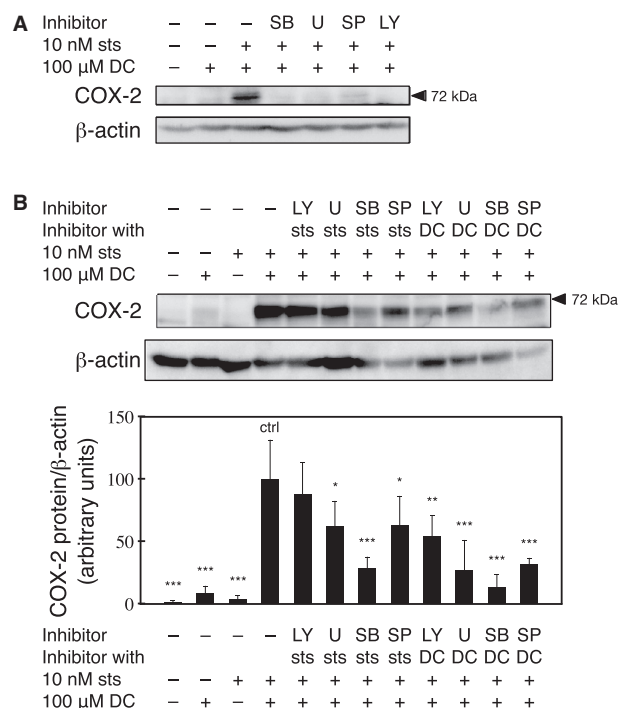 A
Inhibitor – – – SB U SP LY
10 nM sts – – + + + + +
100 µM DC – + + + + + +
COX-2 72 kDa
β-actin
B
Inhibitor – – – – LY U SB SP LY U SB SP
Inhibitor with sts sts sts sts DC DC DC DC
10 nM sts – – + + + + + + + + + +
100 µM DC – + – + + + + + + + + +
COX-2 72 kDa
β-actin
COX-2 protein/β-actin
(arbitrary units)
150
100
50
0
*** *** *** ctrl * *** * ** *** *** ***
Inhibitor – – – – LY U SB SP LY U SB SP
Inhibitor with sts sts sts sts DC DC DC DC
10 nM sts – – + + + + + + + + + +
100 µM DC – + – + + + + + + + + +